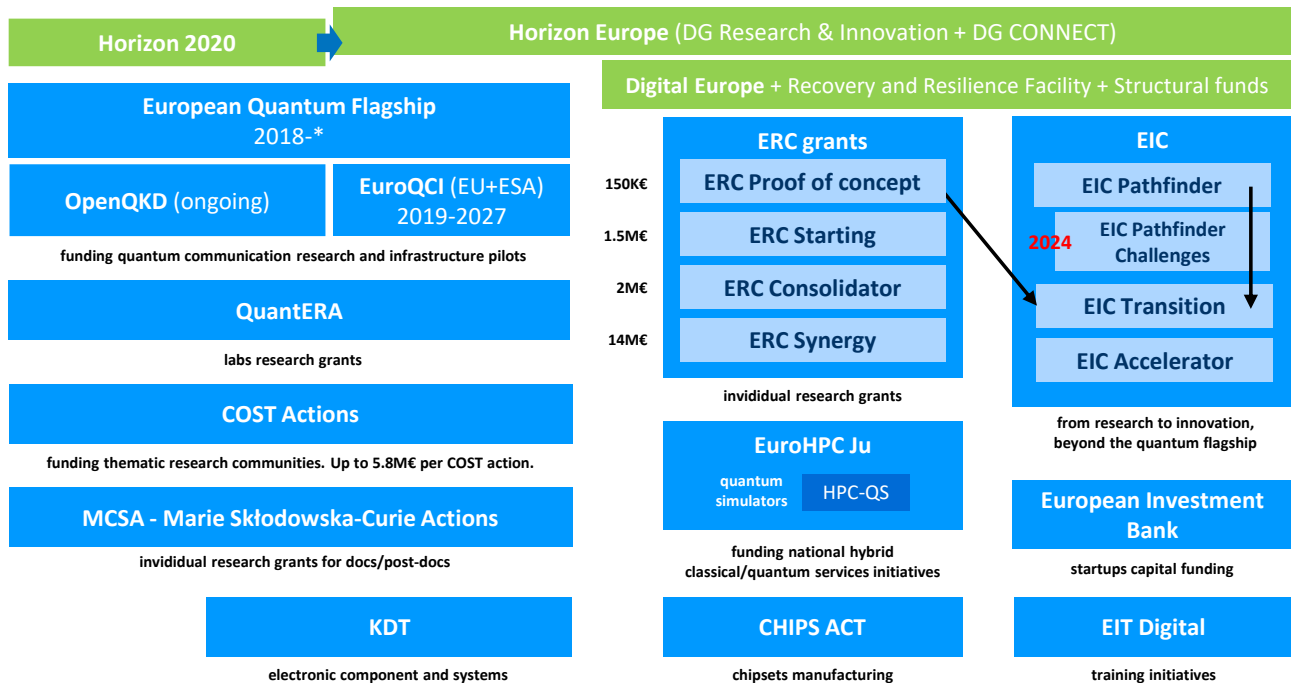 Horizon 2020
Horizon Europe (DG Research & Innovation + DG CONNECT)
Digital Europe + Recovery and Resilience Facility + Structural funds
European Quantum Flagship
2018-*
OpenQKD (ongoing)
EuroQCI (EU+ESA)
2019-2027
funding quantum communication research and infrastructure pilots
QuantERA
labs research grants
COST Actions
funding thematic research communities. Up to 5.8M€ per COST action.
MCSA - Marie Skłodowska-Curie Actions
invididual research grants for docs/post-docs
KDT
electronic component and systems
ERC grants
150K€
ERC Proof of concept
1.5M€
ERC Starting
2M€
ERC Consolidator
14M€
ERC Synergy
invididual research grants
EuroHPC Ju
quantum
simulators
HPC-QS
funding national hybrid
classical/quantum services initiatives
CHIPS ACT
chipsets manufacturing
EIC
EIC Pathfinder
2024
EIC Pathfinder
Challenges
EIC Transition
EIC Accelerator
from research to innovation,
beyond the quantum flagship
European Investment
Bank
startups capital funding
EIT Digital
training initiatives